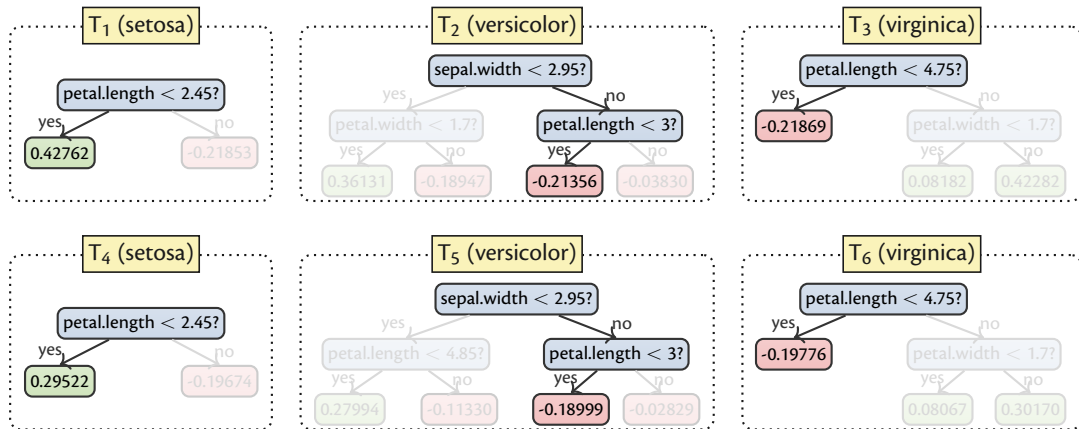 T1 (setosa)
petal.length < 2.45?
yes
no
0.42762
-0.21853
T2 (versicolor)
sepal.width < 2.95?
yes
no
petal.width < 1.7?
petal.length < 3?
yes
no
yes
no
0.36131
-0.18947
-0.21356
-0.03830
T3 (virginica)
petal.length < 4.75?
yes
no
-0.21869
petal.width < 1.7?
yes
no
0.08182
0.42282
T4 (setosa)
petal.length < 2.45?
yes
no
0.29522
-0.19674
T5 (versicolor)
sepal.width < 2.95?
yes
no
petal.length < 4.85?
petal.length < 3?
yes
no
yes
no
0.27994
-0.11330
-0.18999
-0.02829
T6 (virginica)
petal.length < 4.75?
yes
no
-0.19776
petal.width < 1.7?
yes
no
0.08067
0.30170